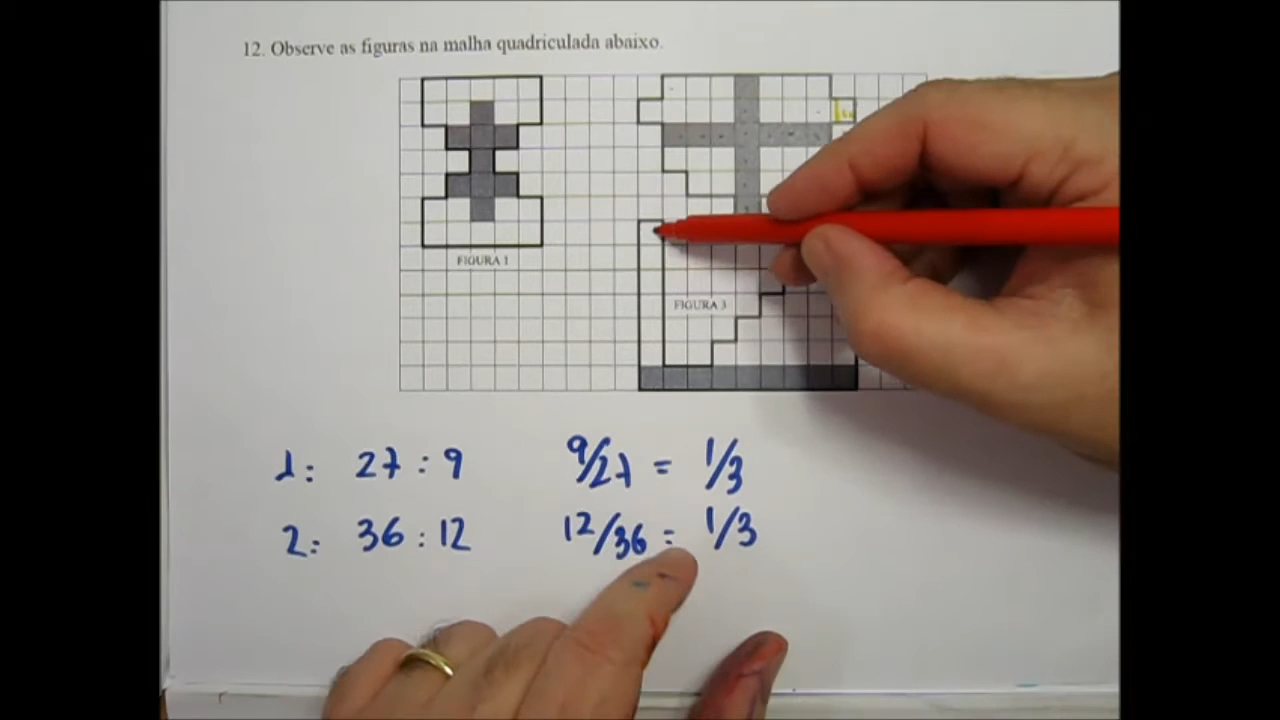 12. Observe as figuras na malha quadriculada abaixo.
FIGURA 1
FIGURA 3
1: 27 : 9 9/27 = 1/3
2: 36 : 12 12/36 = 1/3